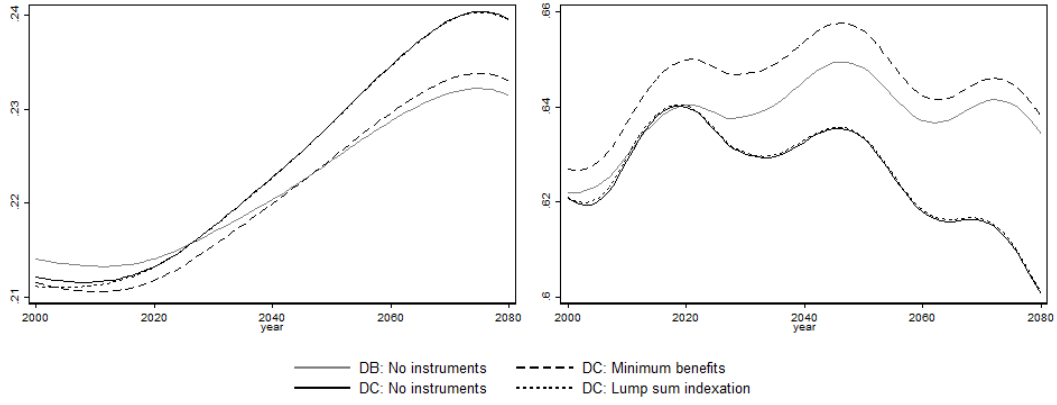 .24
.23
.22
.21
2000 2020 2040 2060 2080
year
.66
.64
.62
.6
2000 2020 2040 2060 2080
year
DB: No instruments
DC: Minimum benefits
DC: No instruments
DC: Lump sum indexation